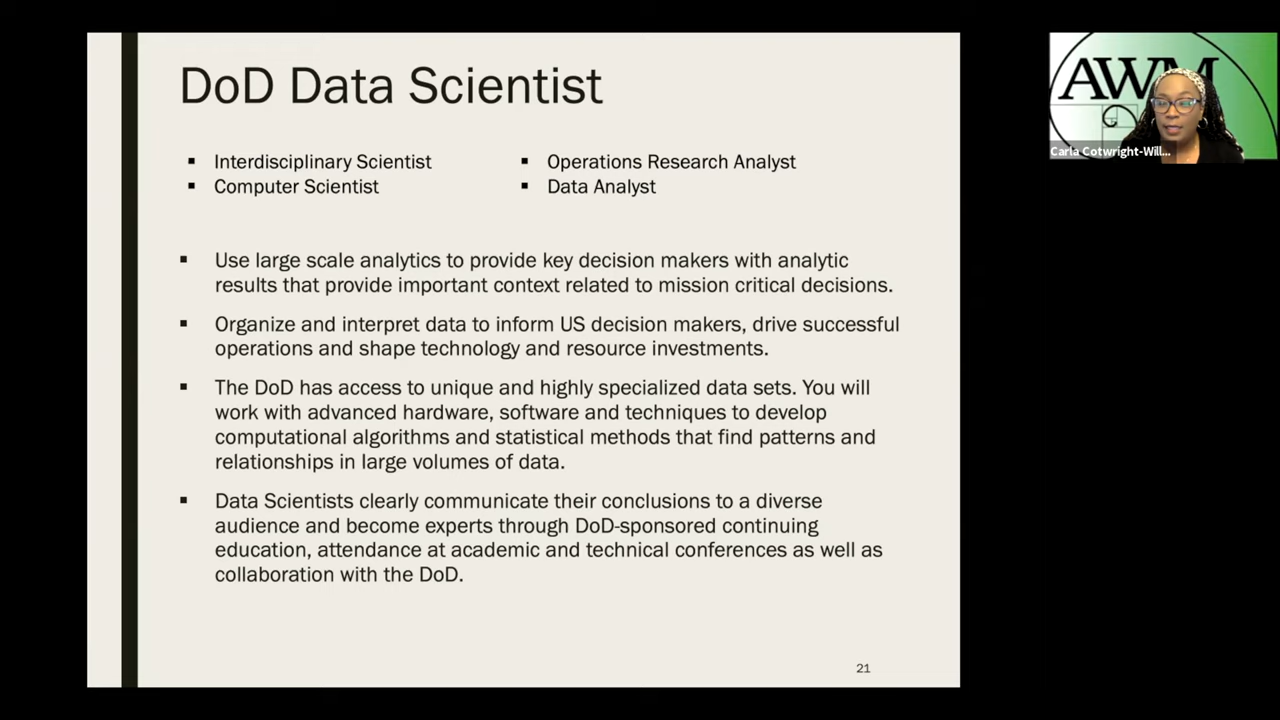 DoD Data Scientist
▪ Interdisciplinary Scientist
▪ Computer Scientist
▪ Operations Research Analyst
▪ Data Analyst
▪ Use large scale analytics to provide key decision makers with analytic
results that provide important context related to mission critical decisions.
▪ Organize and interpret data to inform US decision makers, drive successful
operations and shape technology and resource investments.
▪ The DoD has access to unique and highly specialized data sets. You will
work with advanced hardware, software and techniques to develop
computational algorithms and statistical methods that find patterns and
relationships in large volumes of data.
▪ Data Scientists clearly communicate their conclusions to a diverse
audience and become experts through DoD-sponsored continuing
education, attendance at academic and technical conferences as well as
collaboration with the DoD.
21
AWM
Carla Cotwright-Will...